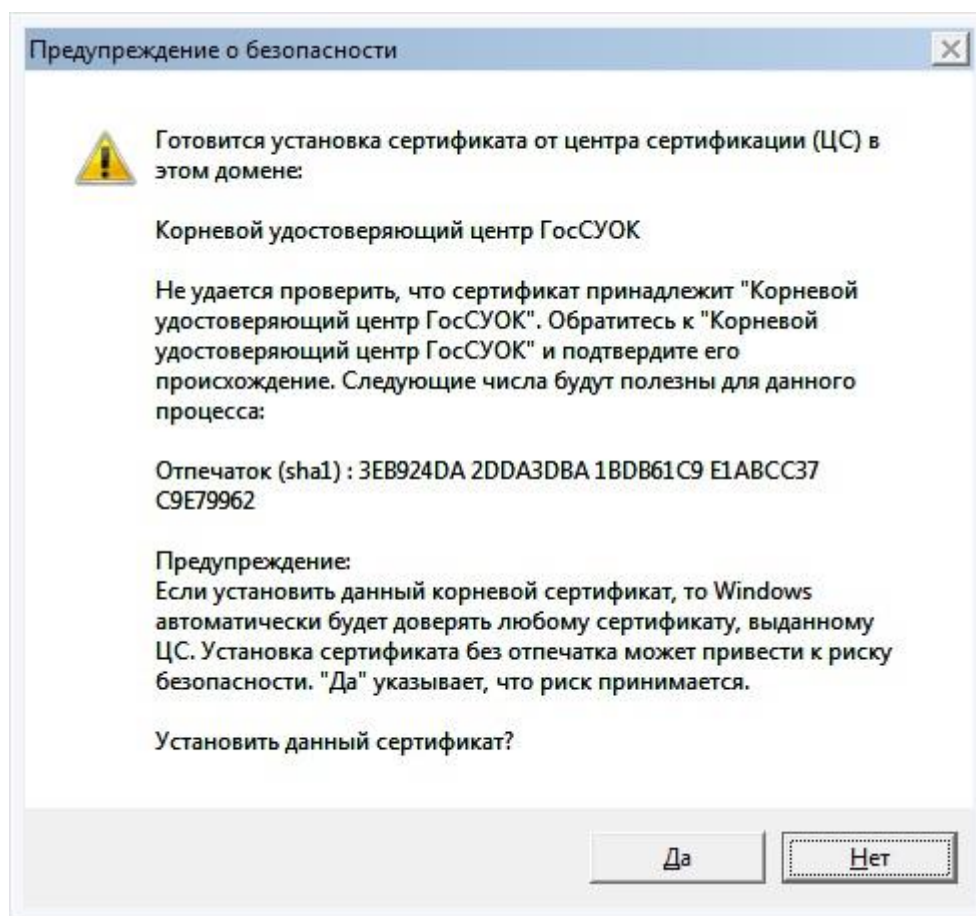 Предупреждение о безопасности
Готовится установка сертификата от центра сертификации (ЦС) в
этом домене:
Корневой удостоверяющий центр ГосСУОК
Не удается проверить, что сертификат принадлежит "Корневой
удостоверяющий центр ГосСУОК". Обратитесь к "Корневой
удостоверяющий центр ГосСУОК" и подтвердите его
происхождение. Следующие числа будут полезны для данного
процесса:
Отпечаток (sha1) : 3EB924DA 2DDA3DBA 1BDB61C9 E1ABCC37
C9E79962
Предупреждение:
Если установить данный корневой сертификат, то Windows
автоматически будет доверять любому сертификату, выданному
ЦС. Установка сертификата без отпечатка может привести к риску
безопасности. "Да" указывает, что риск принимается.
Установить данный сертификат?
Да
Нет